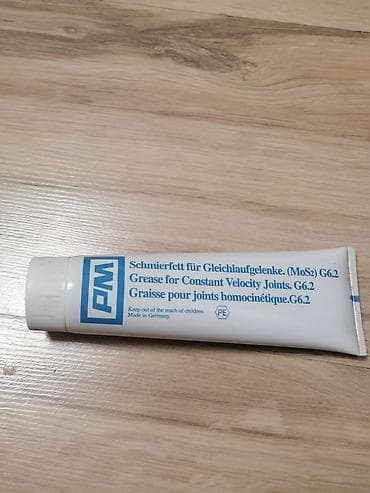 PM
Schmierfett für Gleichlaufgelenke. (MoS₂) G6.2
Grease for Constant Velocity Joints. G6.2
Graisse pour joints homocinétique.G6.2
Keep out of the reach of children.
Made in Germany.
PE